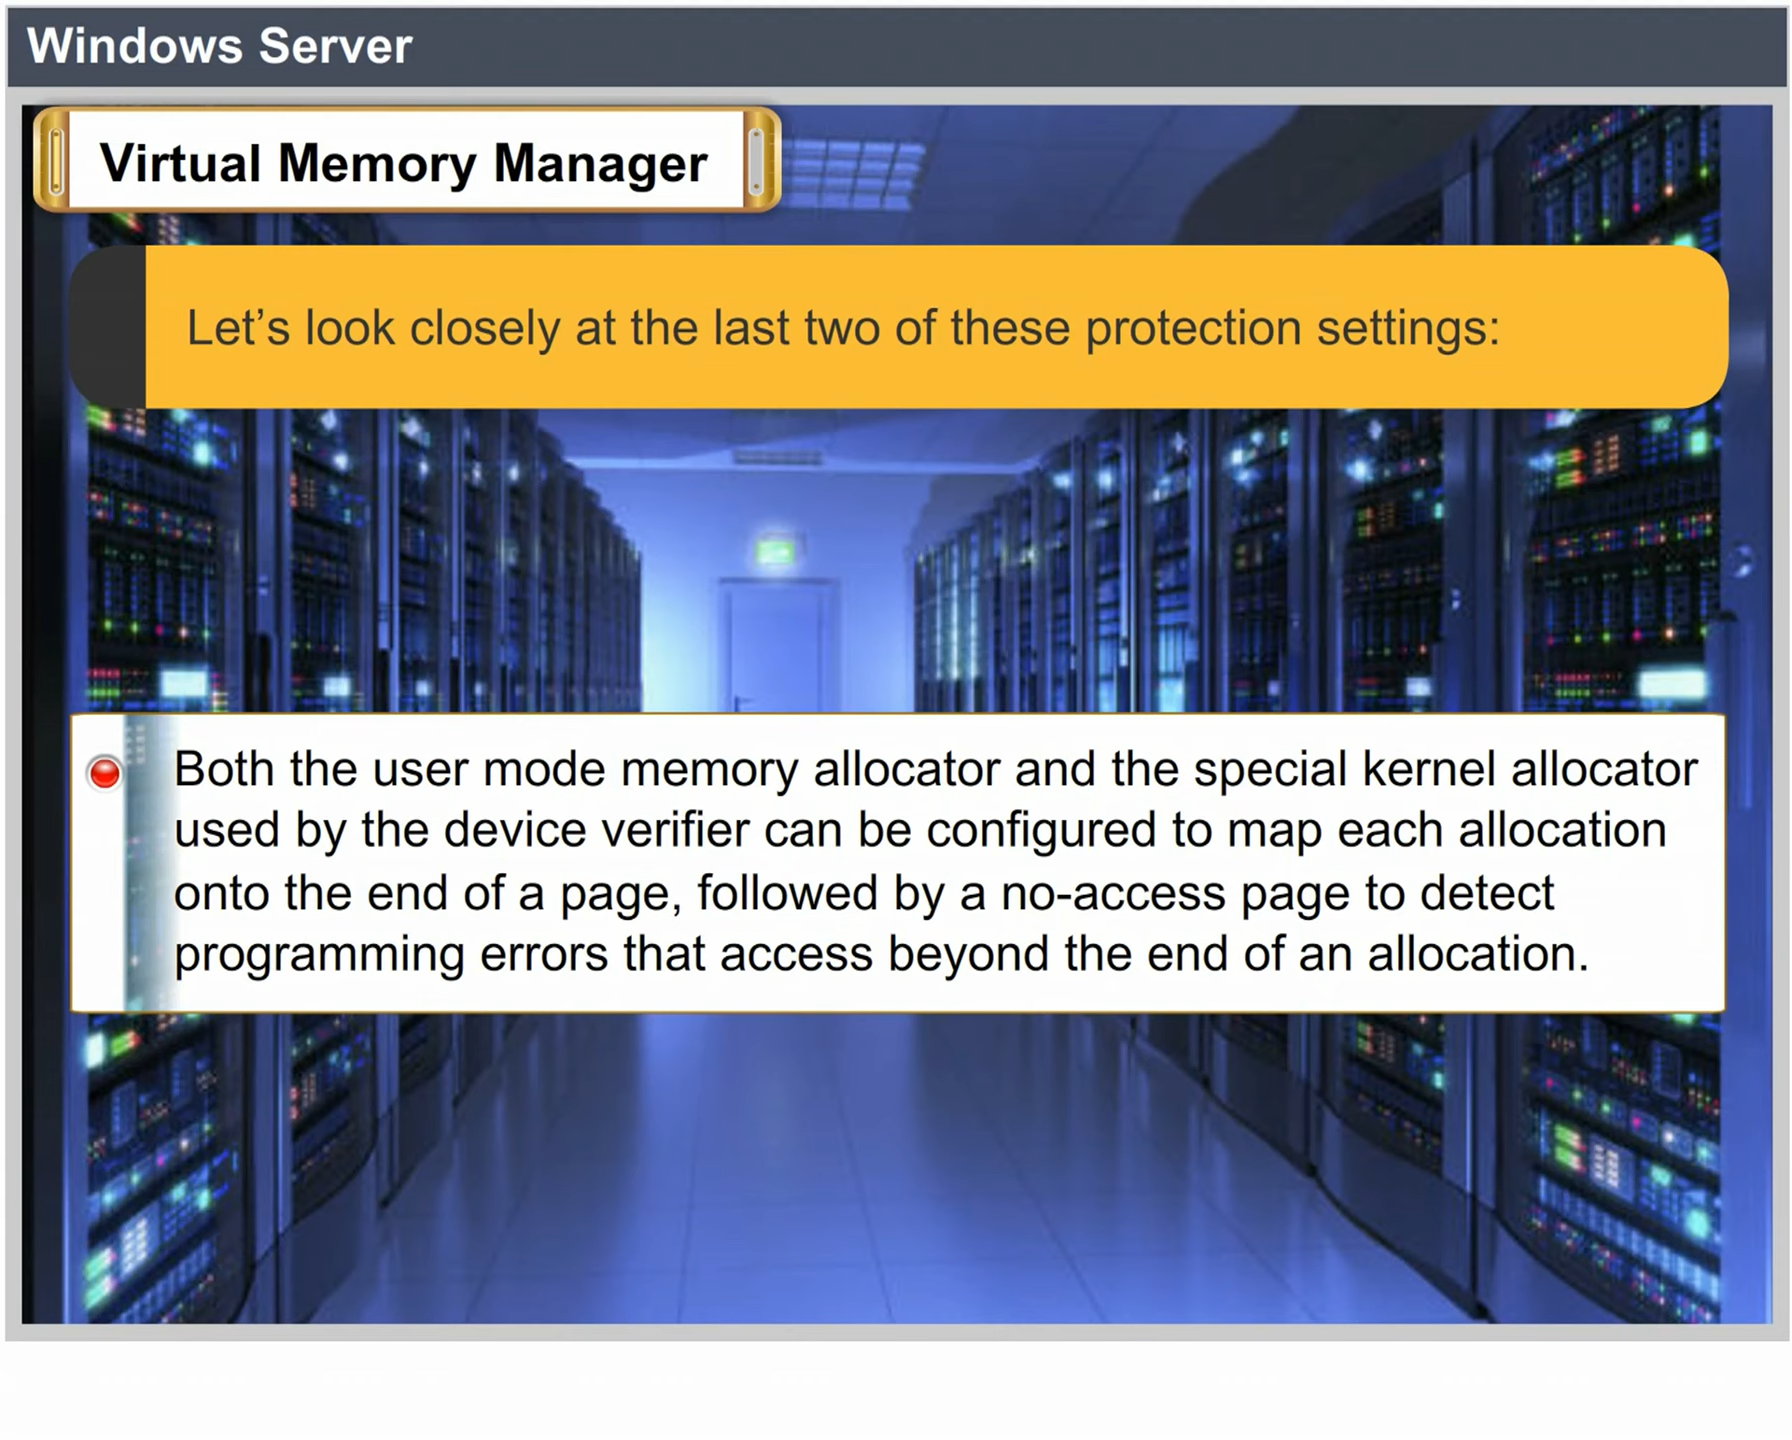 Windows Server
Virtual Memory Manager
Let’s look closely at the last two of these protection settings:
Both the user mode memory allocator and the special kernel allocator
used by the device verifier can be configured to map each allocation
onto the end of a page, followed by a no-access page to detect
programming errors that access beyond the end of an allocation.